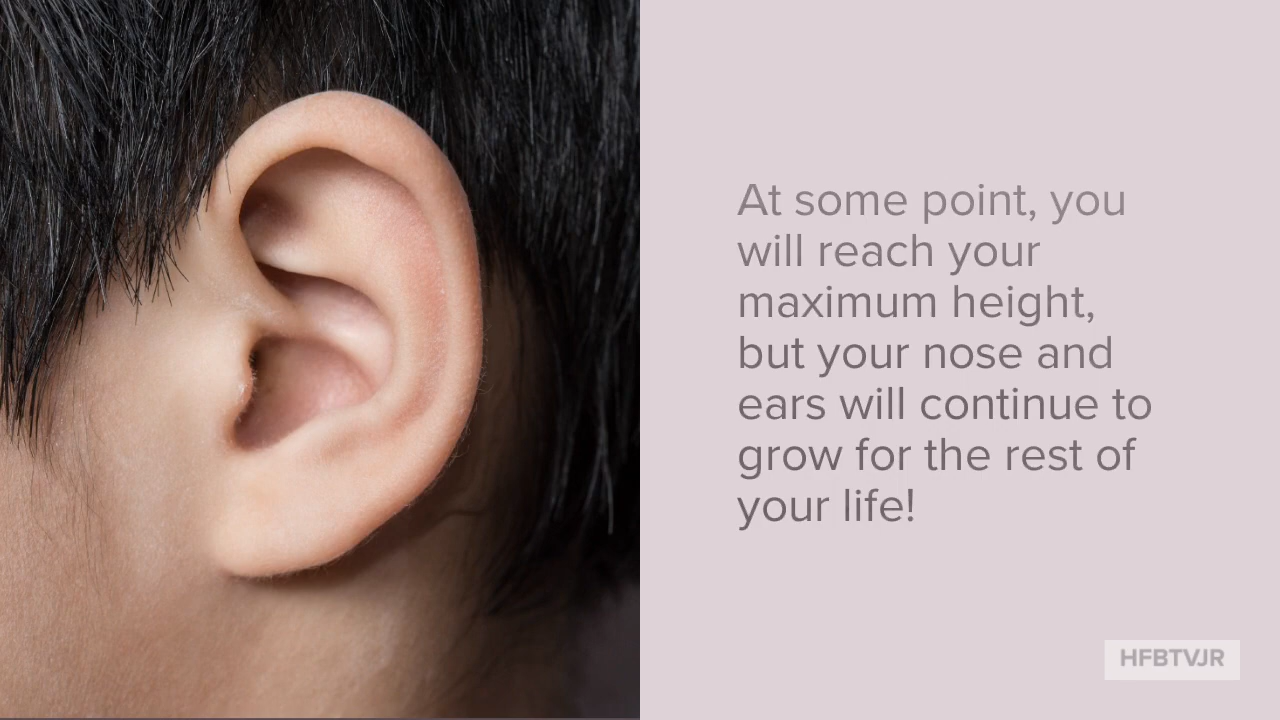 At some point, you
will reach your
maximum height,
but your nose and
ears will continue to
grow for the rest of
your life!
HFBTVJR